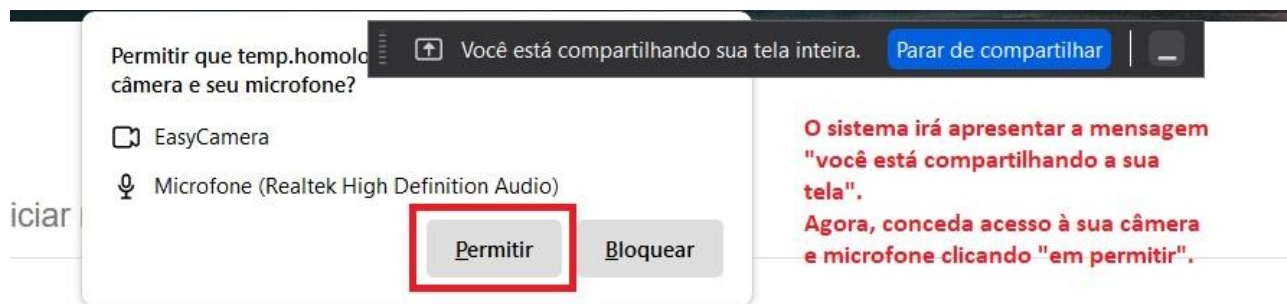 Permitir que temp.homolo
câmera e seu microfone?
Você está compartilhando sua tela inteira. Parar de compartilhar
EasyCamera
Microfone (Realtek High Definition Audio)
iciar
Permitir Bloquear
O sistema irá apresentar a mensagem
"você está compartilhando a sua
tela".
Agora, conceda acesso à sua câmera
e microfone clicando "em permitir".